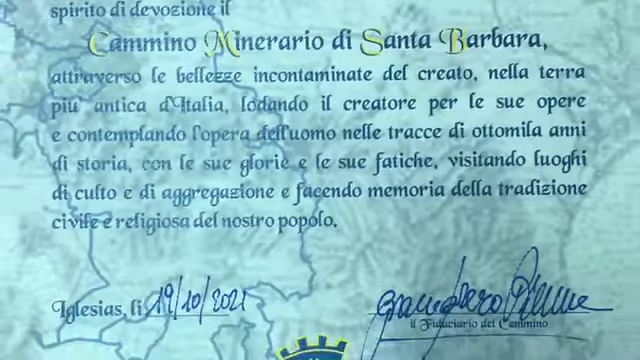 spirito di devozione il
Cammino Minerario di Santa Barbara,
attraverso le bellezze incontaminate del creato, nella terra
più antica d'Italia, lodando il creatore per le sue opere
e contemplando l'opera dell'uomo nelle tracce di ottomila anni
di storia, con le sue glorie e le sue fatiche, visitando luoghi
di culto e di aggregazione e facendo memoria della tradizione
civile e religiosa del nostro popolo.
Iglesias, lì 19/10/2021
il Fiduciario del Cammino